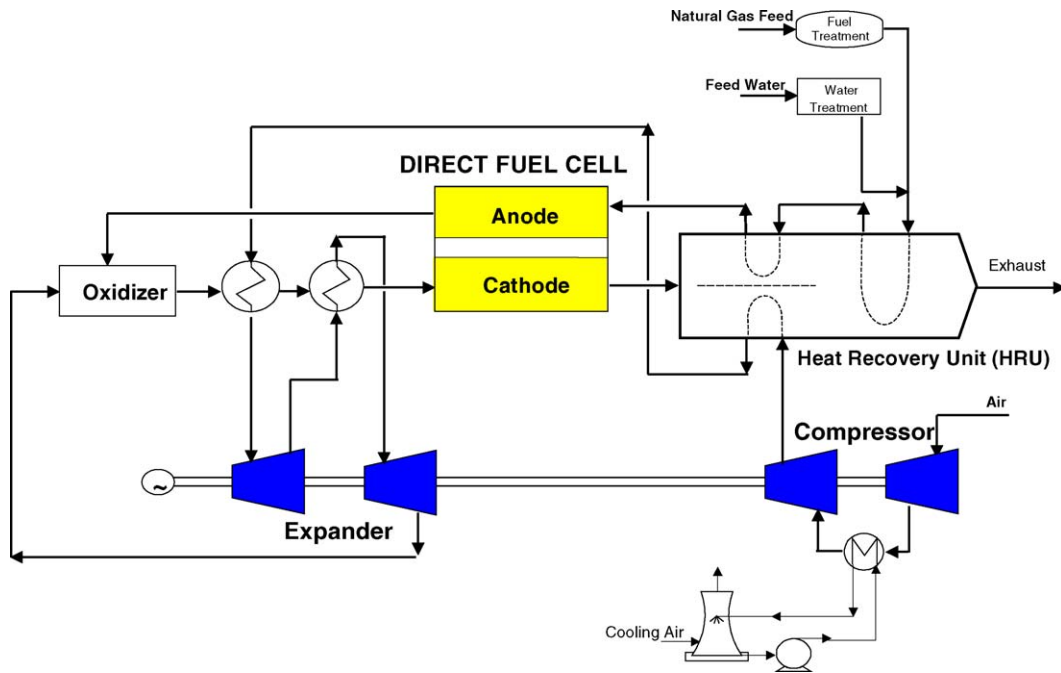 Natural Gas Feed
Fuel
Treatment
Feed Water
Water
Treatment
DIRECT FUEL CELL
Anode
Cathode
Oxidizer
Exhaust
Heat Recovery Unit (HRU)
Air
Compressor
~
Expander
Cooling Air